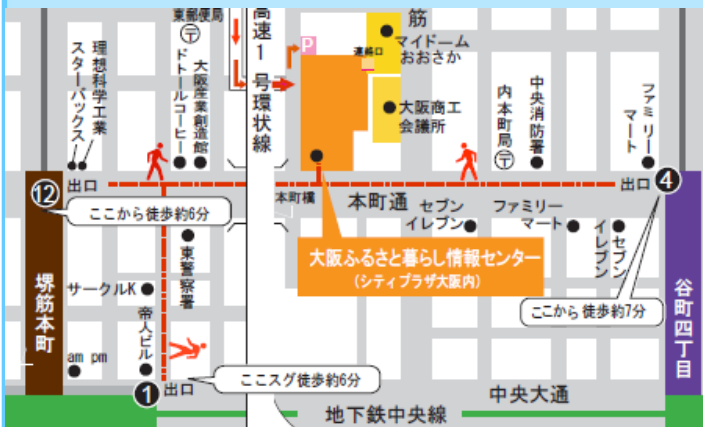 東郵便局
〒
高速1号環状線
P
筋
マイドーム
おおさか
連絡口
理想科学工業
スターバックス
ドトールコーヒー
大阪産業創造館
大阪商工
会議所
内本町局
〒
中央消防署
ファミリー
マート
12
出口
ここから徒歩約6分
本町橋
本町通
出口
4
セブン
イレブン
ファミリー
マート
セブン
イレブン
大阪ふるさと暮らし情報センター
(シティプラザ大阪内)
ここから徒歩約7分
東警察署
サークルK
帝人ビル
am pm
堺筋本町
谷町四丁目
1
出口
ここスグ徒歩約6分
中央大通
地下鉄中央線